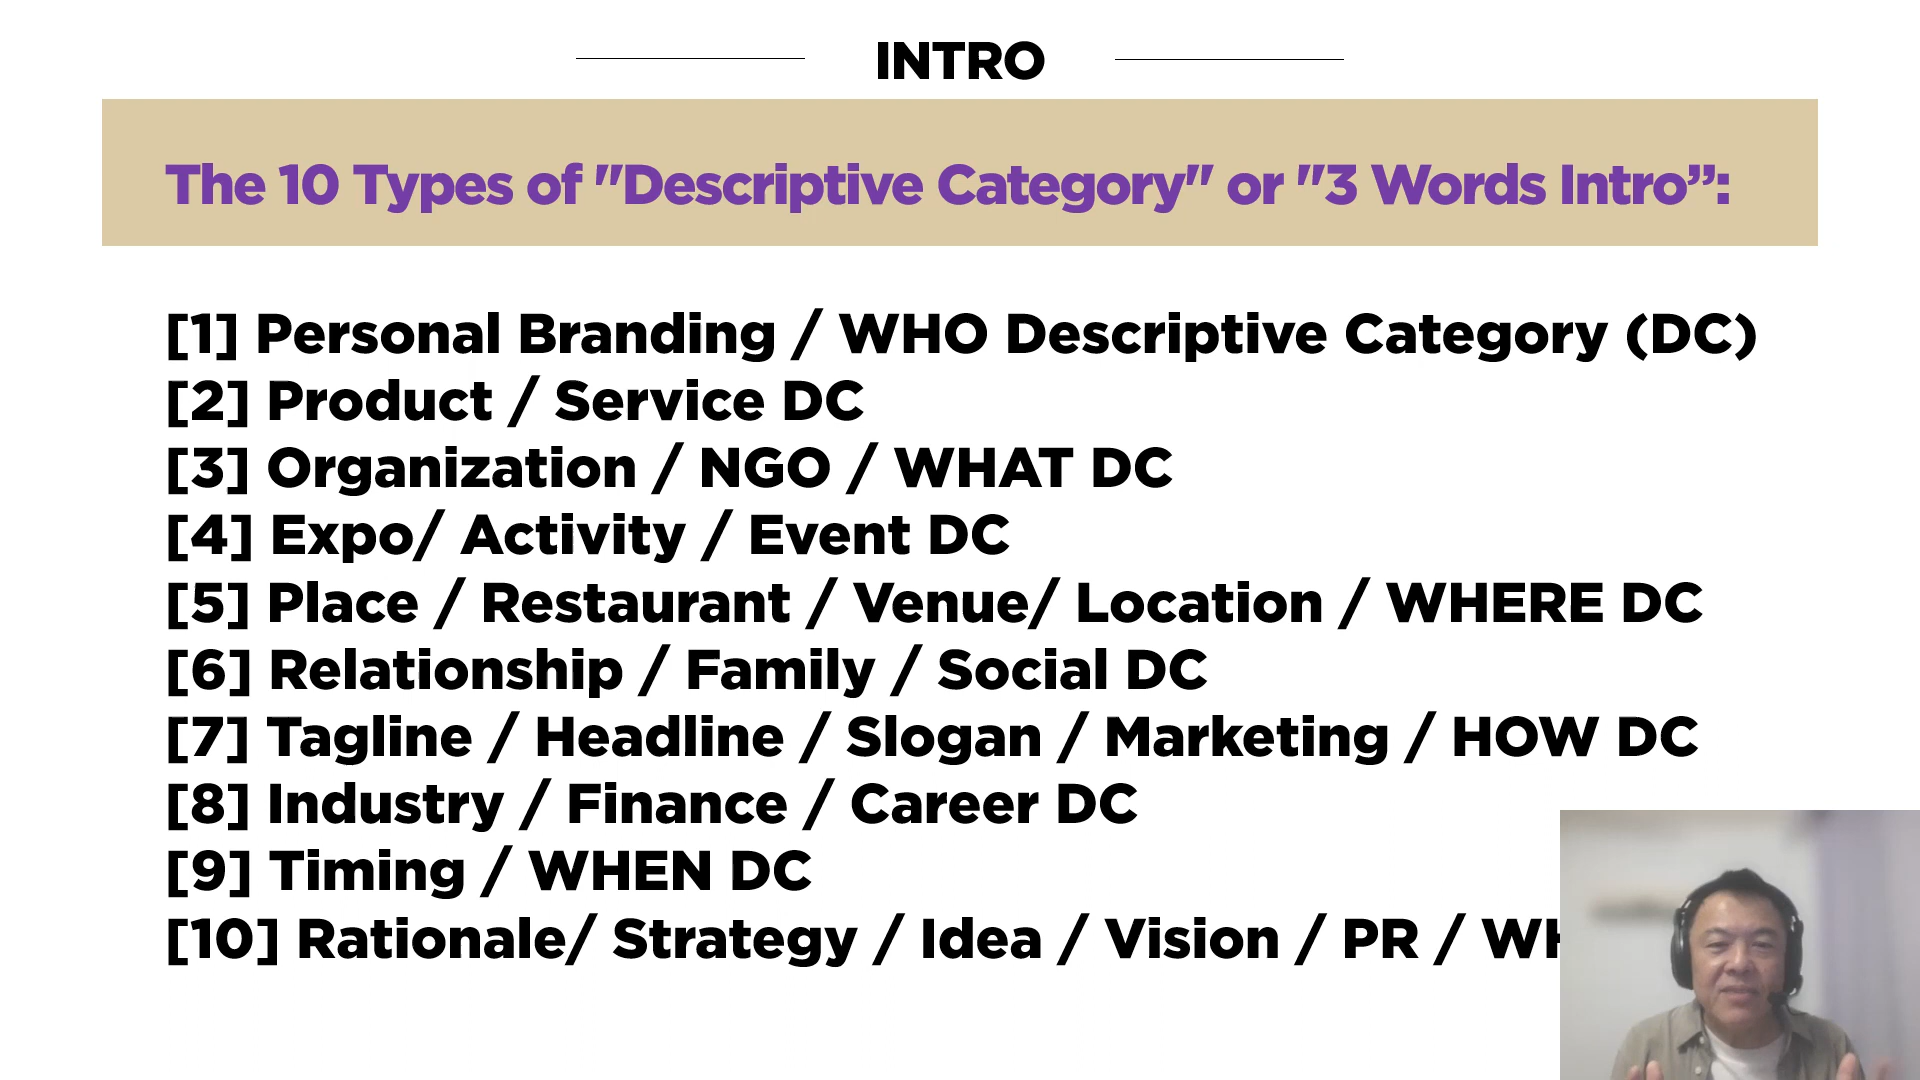 INTRO
The 10 Types of "Descriptive Category" or "3 Words Intro”:
[1] Personal Branding / WHO Descriptive Category (DC)
[2] Product / Service DC
[3] Organization / NGO / WHAT DC
[4] Expo/ Activity / Event DC
[5] Place / Restaurant / Venue/ Location / WHERE DC
[6] Relationship / Family / Social DC
[7] Tagline / Headline / Slogan / Marketing / HOW DC
[8] Industry / Finance / Career DC
[9] Timing / WHEN DC
[10] Rationale/ Strategy / Idea / Vision / PR /